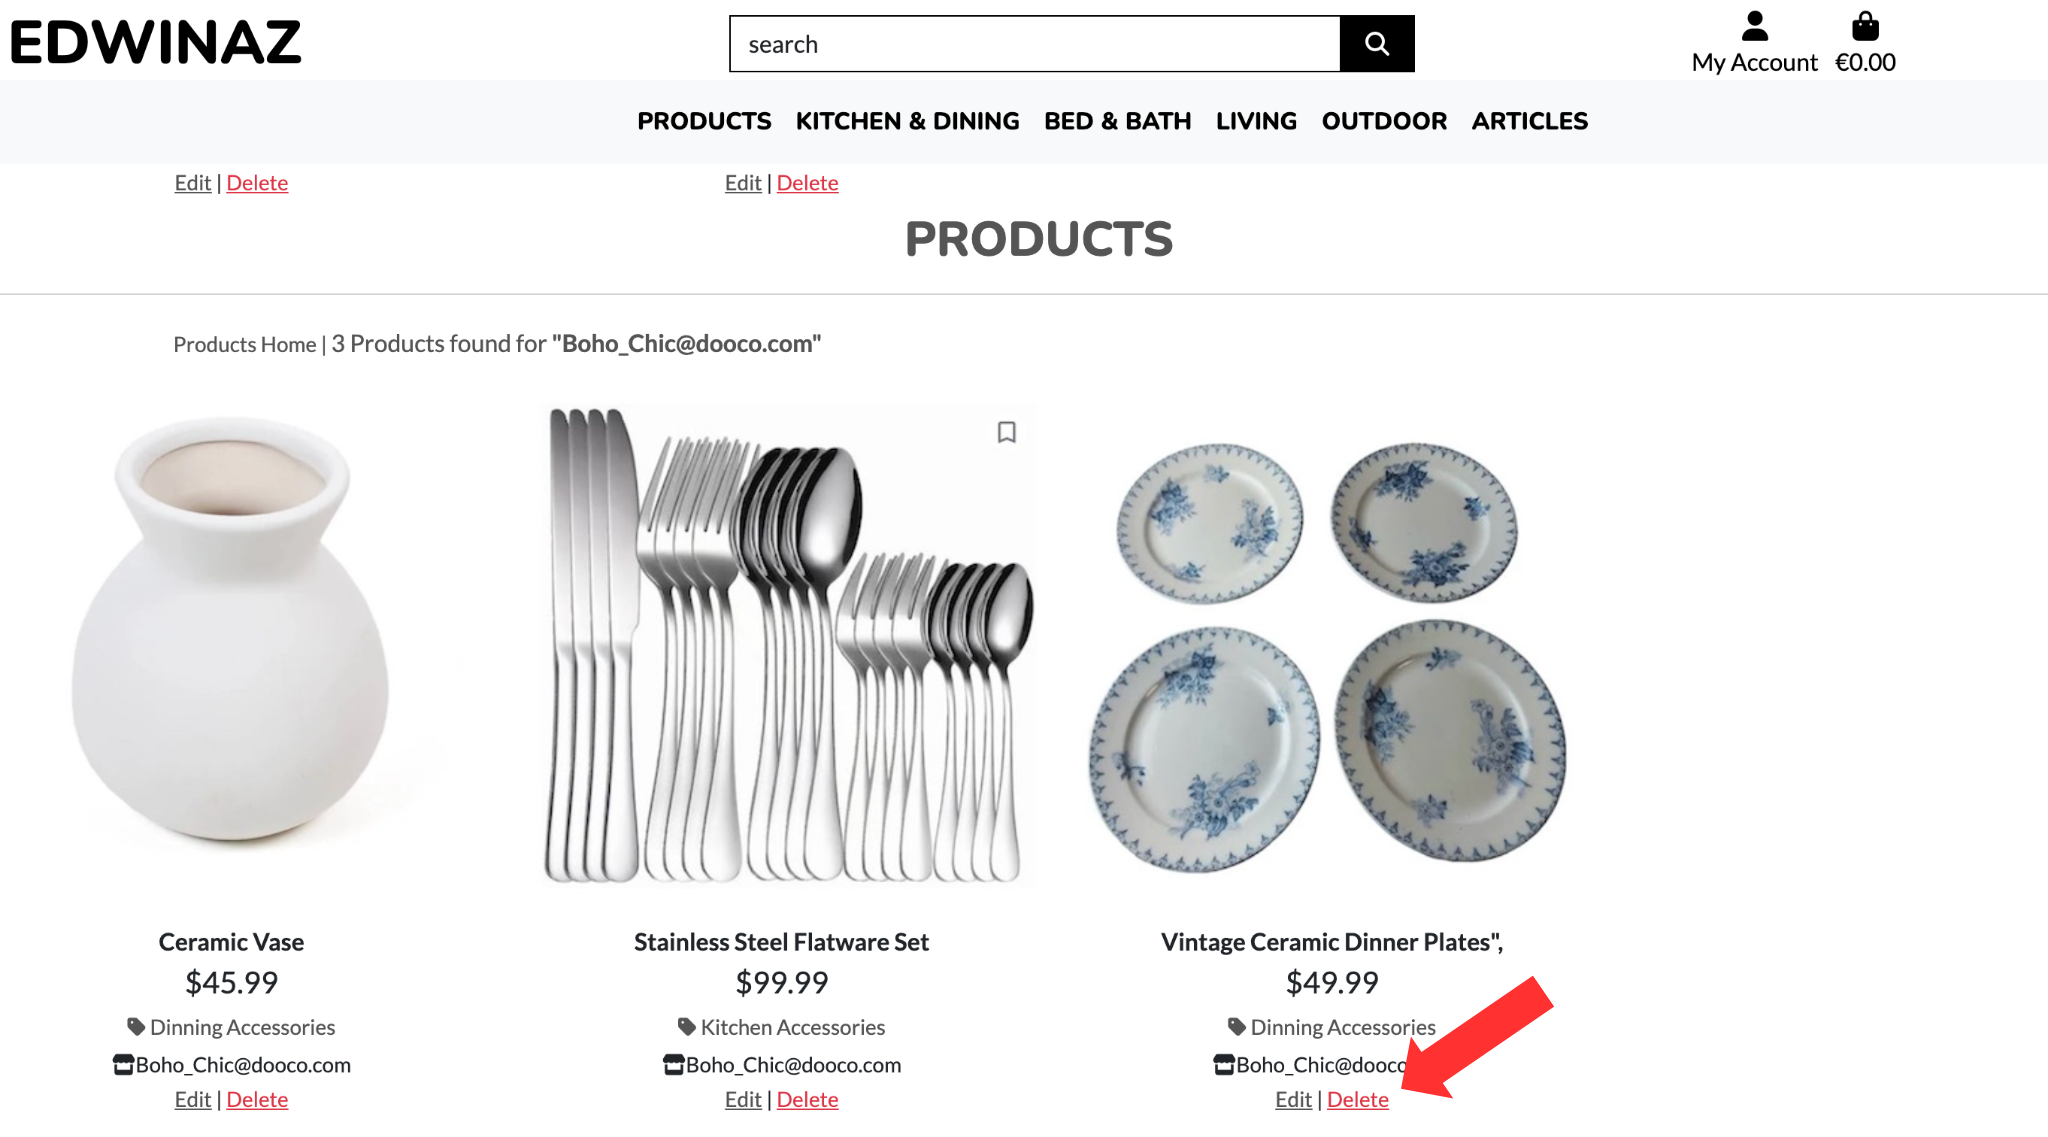 EDWINAZ
search
My Account €0.00
PRODUCTS KITCHEN & DINING BED & BATH LIVING OUTDOOR ARTICLES
Edit | Delete Edit | Delete
PRODUCTS
Products Home | 3 Products found for "Boho_Chic@dooco.com"
Ceramic Vase Stainless Steel Flatware Set Vintage Ceramic Dinner Plates",
$45.99 $99.99 $49.99
Dinning Accessories Kitchen Accessories Dinning Accessories
Boho_Chic@dooco.com Boho_Chic@dooco.com Boho_Chic@dooco
Edit | Delete Edit | Delete Edit | Delete